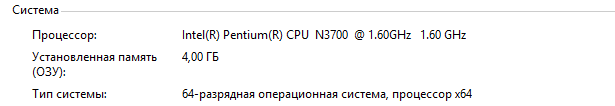 Система
Процессор: Intel(R) Pentium(R) CPU N3700 @ 1.60GHz 1.60 GHz
Установленная память 4,00 ГБ
(ОЗУ):
Тип системы: 64-разрядная операционная система, процессор x64